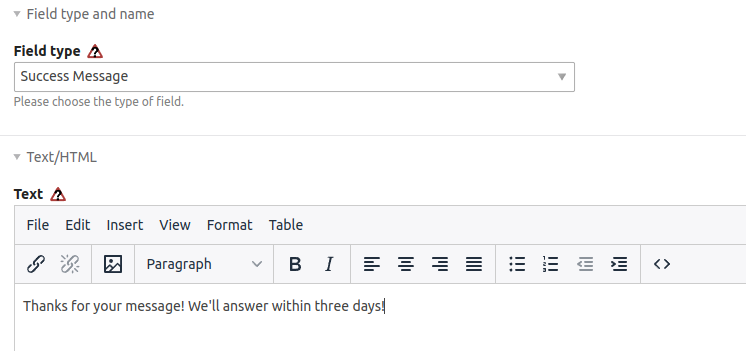 Field type and name
Field type
Success Message
Please choose the type of field.
Text/HTML
Text
File Edit Insert View Format Table
Paragraph B I
Thanks for your message! We'll answer within three days!